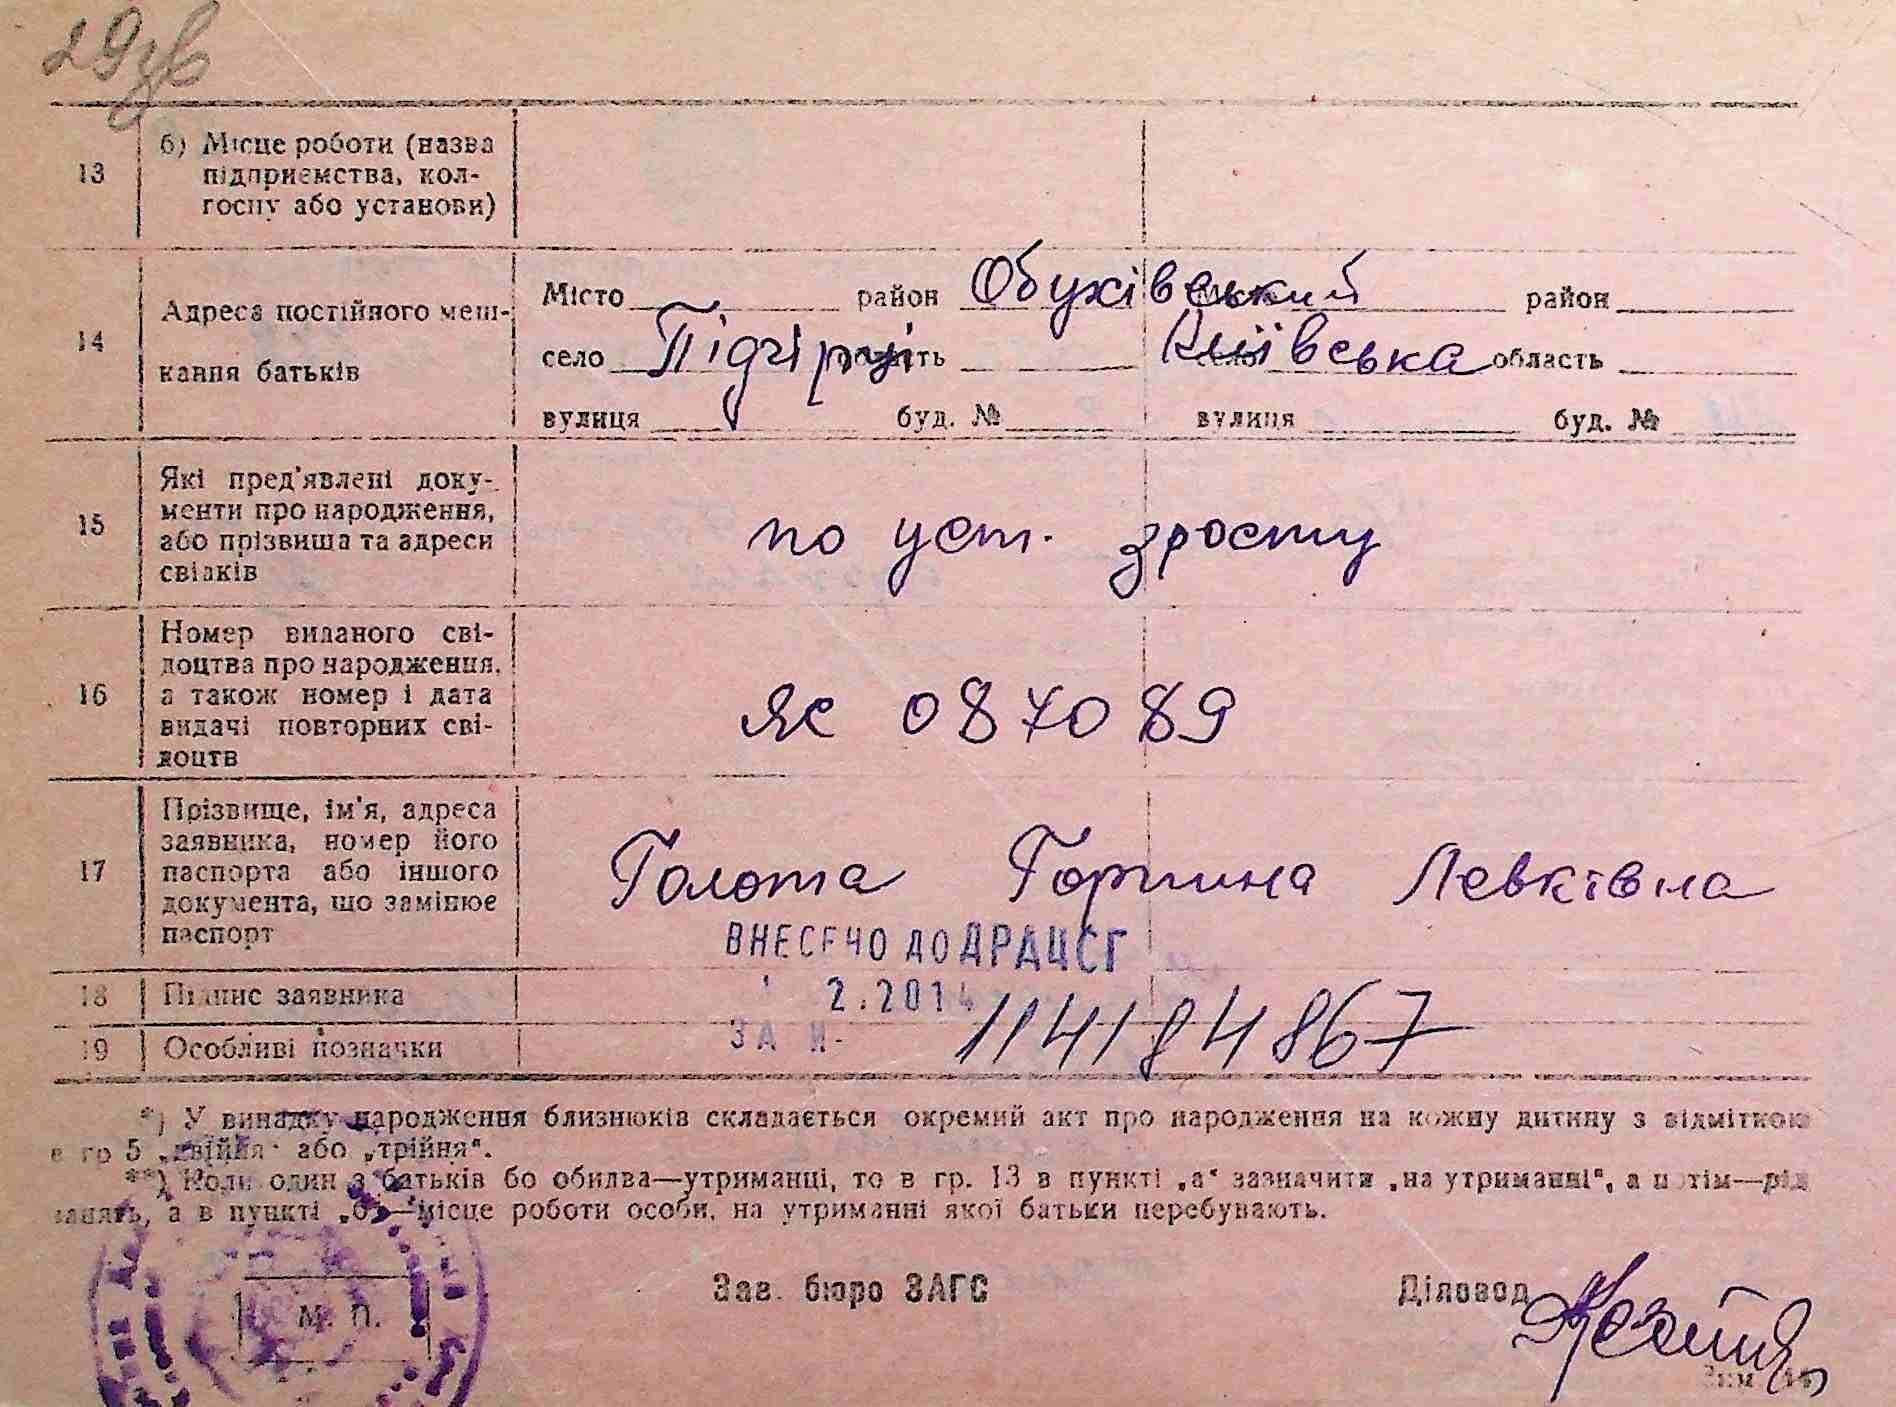 29зв
13 б) Місце роботи (назва
підприємства, кол-
госпу або установи)
14 Адреса постійного меш-
кання батьків
Місто район Обухівський район
село Підгірці область Київська область
вулиця буд. № вулиця буд. №
15 Які пред'явлені доку-
менти про народження,
або прізвища та адреси
свідків
по уст. зросту
16 Номер виданого сві-
доцтва про народження,
а також номер і дата
видачі повторних сві-
доцтв
ЯЄ 087089
17 Прізвище, ім'я, адреса
заявника, номер його
паспорта або іншого
документа, що замінює
паспорт
Голота Горпина Левківна
ВНЕСЕНО ДО ДРАЦСГ
18 Підпис заявника
2.2014
19 Особливі позначки
ЗА №- 114184867
*) У випадку народження близнюків складається окремий акт про народження на кожну дитину з відміткою
в гр 5 „двійня" або „трійня".
**) Коли один з батьків бо обидва—утриманці, то в гр. 13 в пункті „а" зазначити „на утриманні", а потім—рід
занять, а в пункті „б"—місце роботи особи, на утриманні якої батьки перебувають.
М. П.
Зав. бюро ЗАГС
Діловод